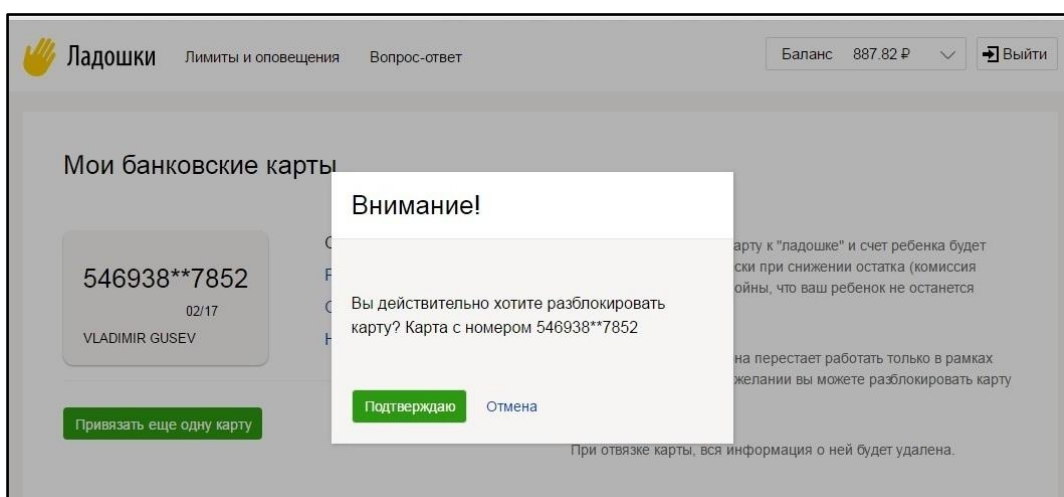 Ладошки Лимиты и оповещения Вопрос-ответ Баланс 887.82 ₽ Выйти
Мои банковские карты
546938**7852
02/17
VLADIMIR GUSEV
Привязать еще одну карту
Внимание!
Вы действительно хотите разблокировать
карту? Карта с номером 546938**7852
Подтверждаю Отмена
арту к "ладошке" и счет ребенка будет
ски при снижении остатка (комиссия
ойны, что ваш ребенок не останется
на перестает работать только в рамках
желании вы можете разблокировать карту
При отвязке карты, вся информация о ней будет удалена.